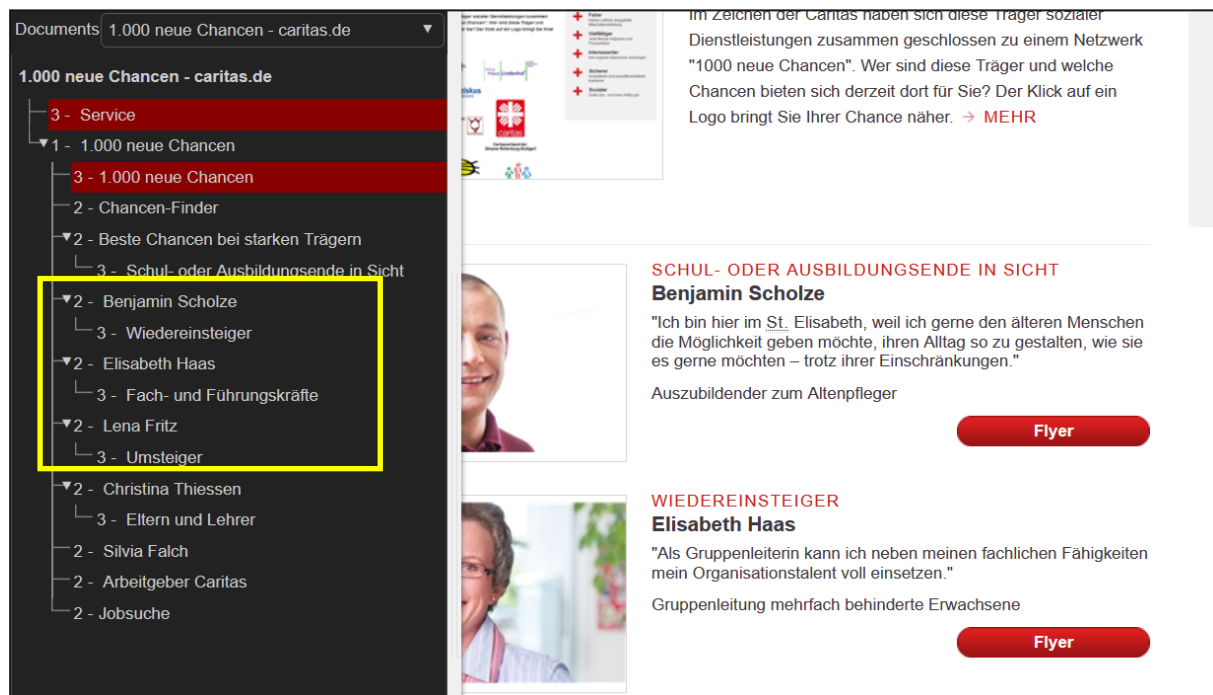 Documents 1.000 neue Chancen - caritas.de ▼
1.000 neue Chancen - caritas.de
3 - Service
▼1 - 1.000 neue Chancen
3 - 1.000 neue Chancen
2 - Chancen-Finder
▼2 - Beste Chancen bei starken Trägern
3 - Schul- oder Ausbildungsende in Sicht
▼2 - Benjamin Scholze
3 - Wiedereinsteiger
▼2 - Elisabeth Haas
3 - Fach- und Führungskräfte
▼2 - Lena Fritz
3 - Umsteiger
▼2 - Christina Thiessen
3 - Eltern und Lehrer
2 - Silvia Falch
2 - Arbeitgeber Caritas
2 - Jobsuche
Fairer
Vielfältiger
Interessanter
Sicherer
Sozialer
Haus Lindenhof
caritas
Im Zeichen der Caritas haben sich diese Träger sozialer
Dienstleistungen zusammen geschlossen zu einem Netzwerk
"1000 neue Chancen". Wer sind diese Träger und welche
Chancen bieten sich derzeit dort für Sie? Der Klick auf ein
Logo bringt Sie Ihrer Chance näher. → MEHR
SCHUL- ODER AUSBILDUNGSENDE IN SICHT
Benjamin Scholze
"Ich bin hier im St. Elisabeth, weil ich gerne den älteren Menschen
die Möglichkeit geben möchte, ihren Alltag so zu gestalten, wie sie
es gerne möchten – trotz ihrer Einschränkungen."
Auszubildender zum Altenpfleger
Flyer
WIEDEREINSTEIGER
Elisabeth Haas
"Als Gruppenleiterin kann ich neben meinen fachlichen Fähigkeiten
mein Organisationstalent voll einsetzen."
Gruppenleitung mehrfach behinderte Erwachsene
Flyer